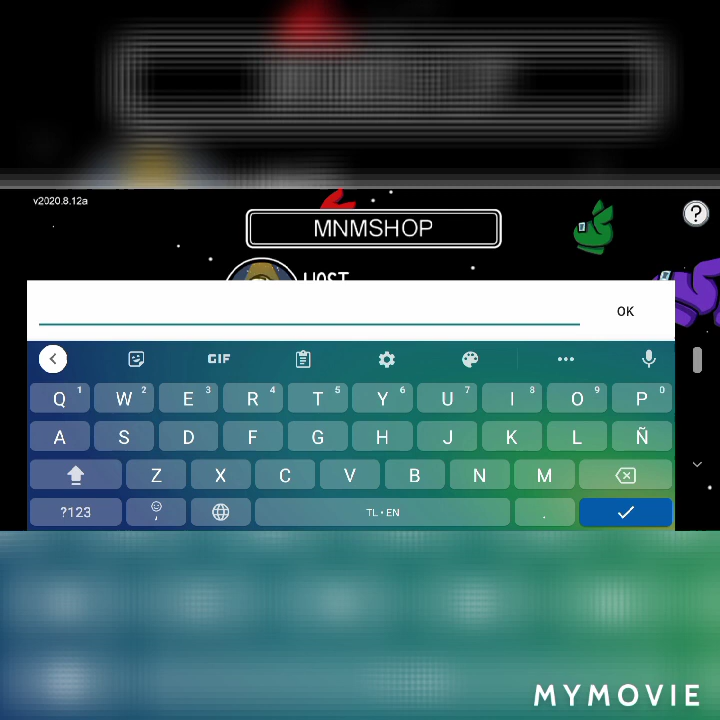 v2020.8.12a
MNMSHOP
?
HOST
OK
GIF
Q 1 W 2 E 3 R 4 T 5 Y 6 U 7 I 8 O 9 P 0
A S D F G H J K L Ñ
Z X C V B N M
?123 , TL • EN .
MYMOVIE